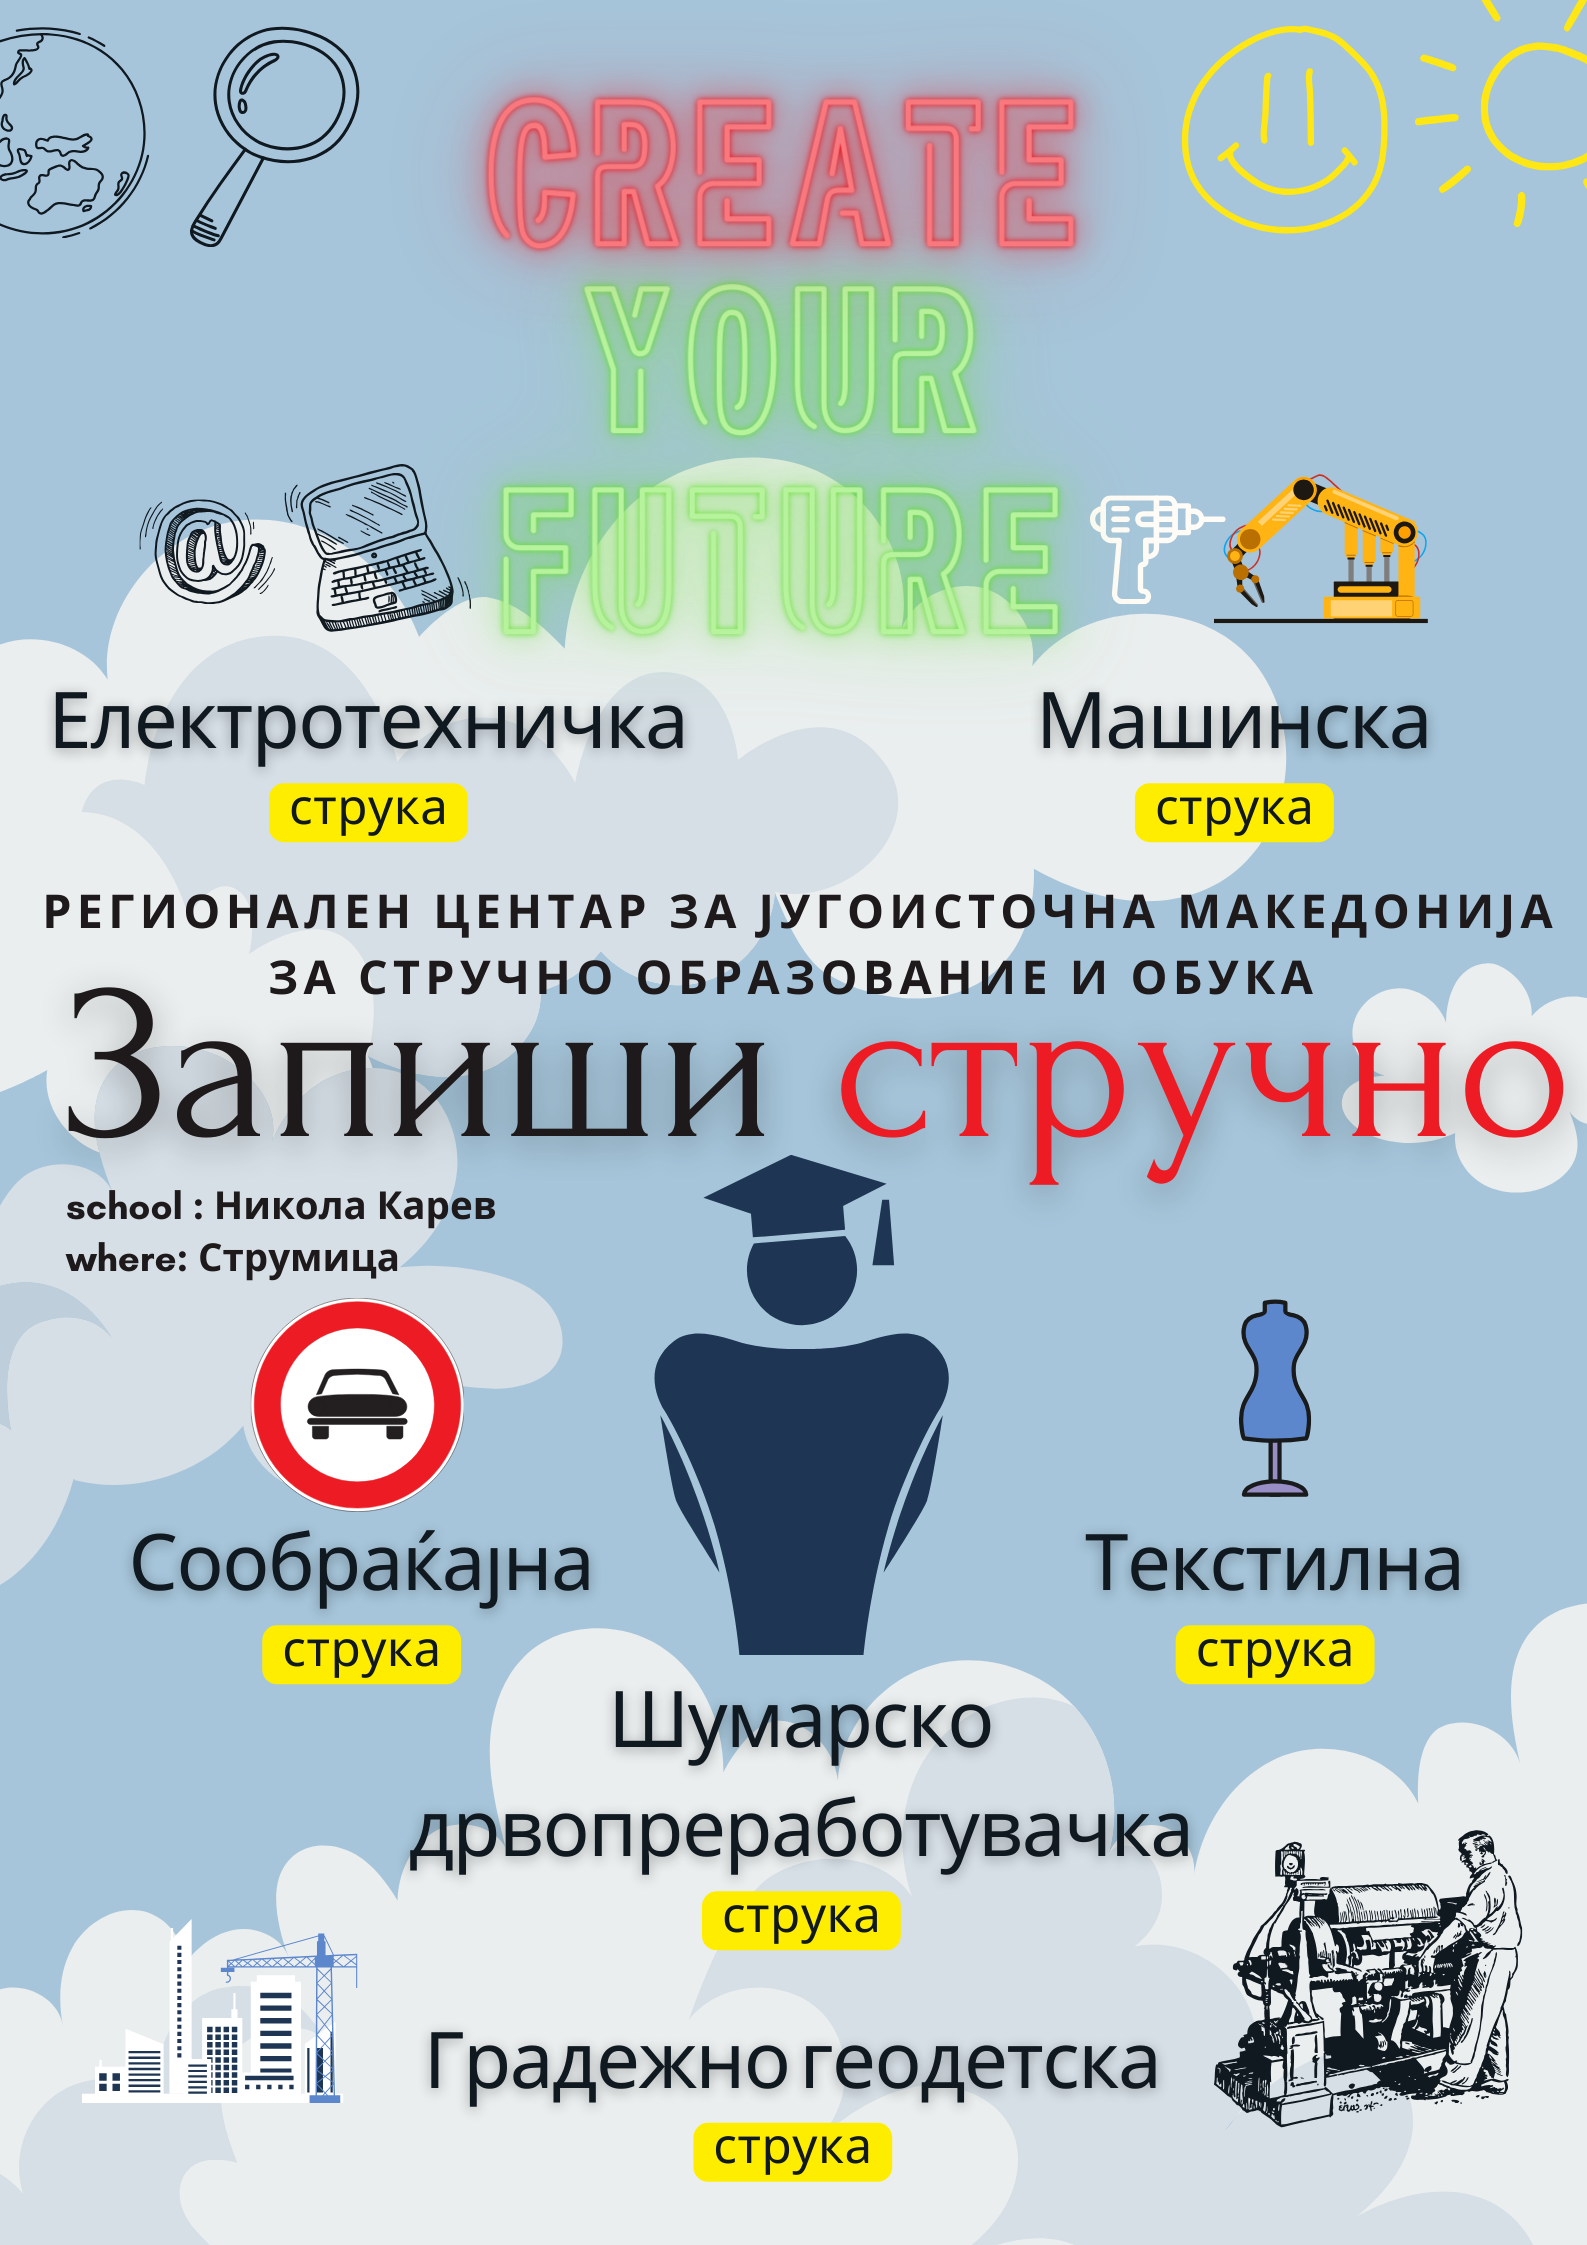 CREATE
YOUR
FUTURE
Електротехничка
струка
Машинска
струка
РЕГИОНАЛЕН ЦЕНТАР ЗА ЈУГОИСТОЧНА МАКЕДОНИЈА
ЗА СТРУЧНО ОБРАЗОВАНИЕ И ОБУКА
Запиши стручно
school : Никола Карев
where: Струмица
Сообраќајна
струка
Текстилна
струка
Шумарско
дрвопреработувачка
струка
Градежно геодетска
струка